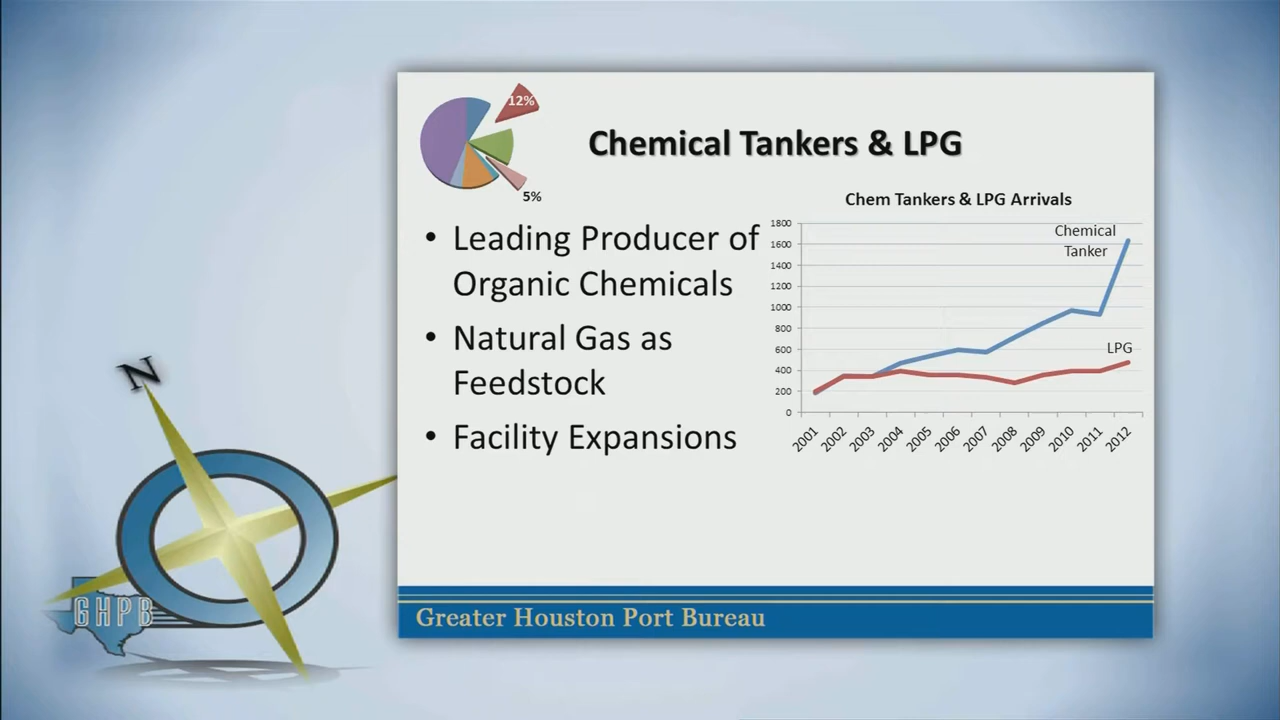 12%
5%
Chemical Tankers & LPG
• Leading Producer of
Organic Chemicals
• Natural Gas as
Feedstock
• Facility Expansions
Chem Tankers & LPG Arrivals
1800
1600
1400
1200
1000
800
600
400
200
0
Chemical
Tanker
LPG
2001 2002 2003 2004 2005 2006 2007 2008 2009 2010 2011 2012
N
GHPB
Greater Houston Port Bureau